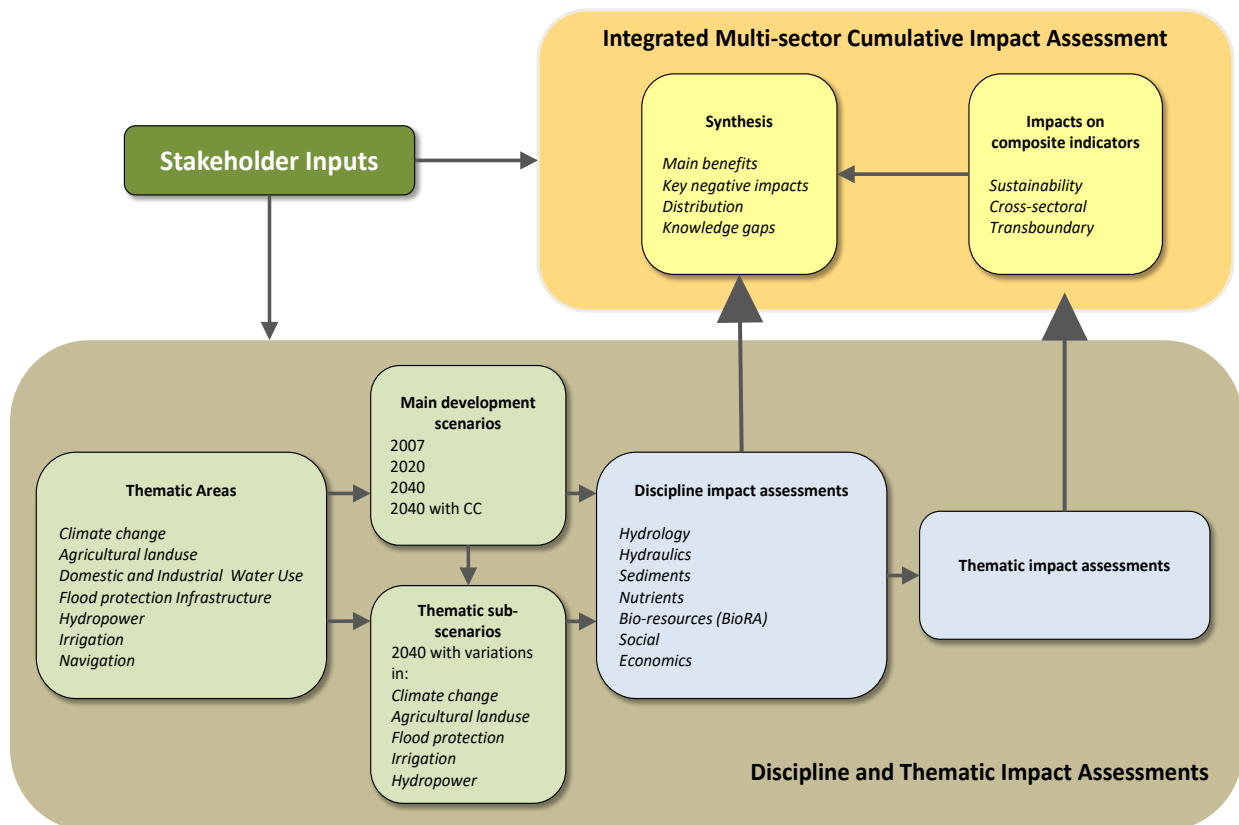 Integrated Multi-sector Cumulative Impact Assessment
Stakeholder Inputs
Synthesis
Main benefits
Key negative impacts
Distribution
Knowledge gaps
Impacts on
composite indicators
Sustainability
Cross-sectoral
Transboundary
Thematic Areas
Climate change
Agricultural landuse
Domestic and Industrial  Water Use
Flood protection Infrastructure
Hydropower
Irrigation
Navigation
Main development
scenarios
2007
2020
2040
2040 with CC
Thematic sub-
scenarios
2040 with variations
in:
Climate change
Agricultural landuse
Flood protection
Irrigation
Hydropower
Discipline impact assessments
Hydrology
Hydraulics
Sediments
Nutrients
Bio-resources (BioRA)
Social
Economics
Thematic impact assessments
Discipline and Thematic Impact Assessments